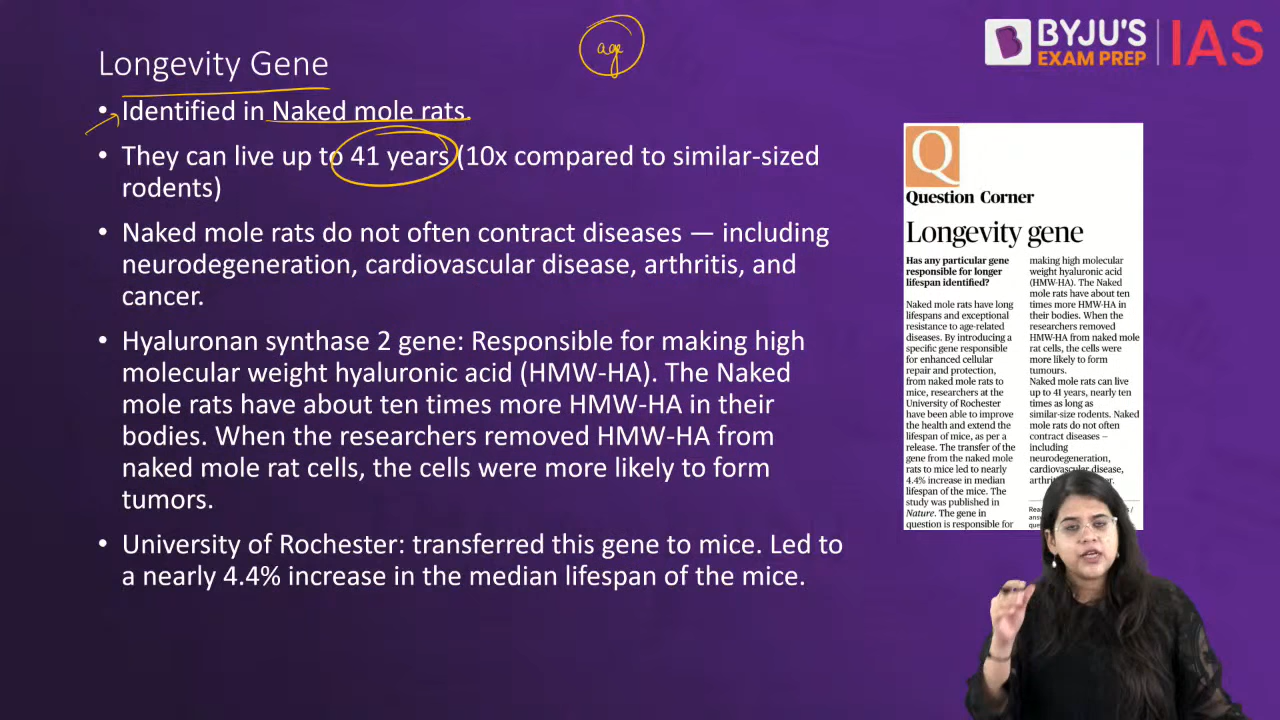 age
BYJU'S
EXAM PREP
IAS
Longevity Gene
• Identified in Naked mole rats.
• They can live up to 41 years (10x compared to similar-sized
rodents)
• Naked mole rats do not often contract diseases — including
neurodegeneration, cardiovascular disease, arthritis, and
cancer.
• Hyaluronan synthase 2 gene: Responsible for making high
molecular weight hyaluronic acid (HMW-HA). The Naked
mole rats have about ten times more HMW-HA in their
bodies. When the researchers removed HMW-HA from
naked mole rat cells, the cells were more likely to form
tumors.
• University of Rochester: transferred this gene to mice. Led to
a nearly 4.4% increase in the median lifespan of the mice.
Q
Question Corner
Longevity gene
Has any particular gene
responsible for longer
lifespan identified?
Naked mole rats have long
lifespans and exceptional
resistance to age-related
diseases. By introducing a
specific gene responsible
for enhanced cellular
repair and protection,
from naked mole rats to
mice, researchers at the
University of Rochester
have been able to improve
the health and extend the
lifespan of mice, as per a
release. The transfer of the
gene from the naked mole
rats to mice led to nearly
4.4% increase in median
lifespan of the mice. The
study was published in
Nature. The gene in
question is responsible for
making high molecular
weight hyaluronic acid
(HMW-HA). The Naked
mole rats have about ten
times more HMW-HA in
their bodies. When the
researchers removed
HMW-HA from naked mole
rat cells, the cells were
more likely to form
tumours.
Naked mole rats can live
up to 41 years, nearly ten
times as long as
similar-size rodents. Naked
mole rats do not often
contract diseases —
including
neurodegeneration,
cardiovascular disease,